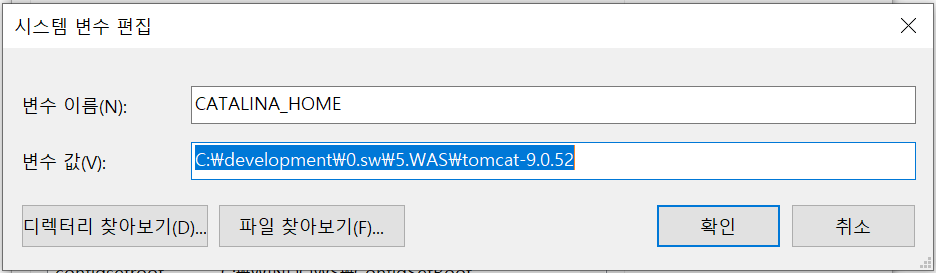 시스템 변수 편집
변수 이름(N):
CATALINA_HOME
변수 값(V):
C:₩development₩0.sw₩5.WAS₩tomcat-9.0.52
디렉터리 찾아보기(D)...
파일 찾아보기(F)...
확인
취소